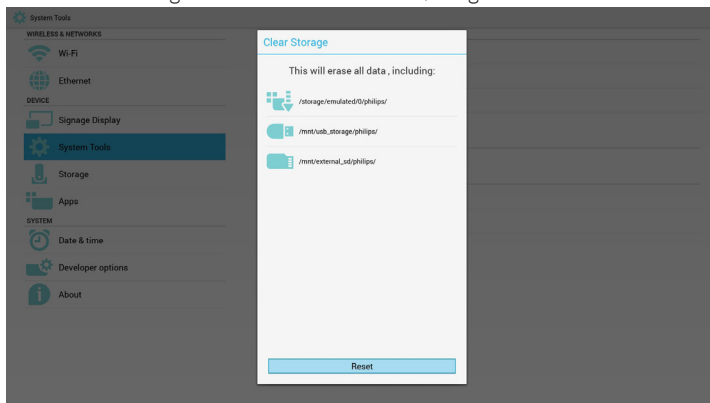 System Tools
WIRELESS & NETWORKS
Wi-Fi
Ethernet
DEVICE
Signage Display
System Tools
Storage
Apps
SYSTEM
Date & time
Developer options
About
Clear Storage
This will erase all data , including:
/storage/emulated/0/philips/
/mnt/usb_storage/philips/
/mnt/external_sd/philips/
Reset